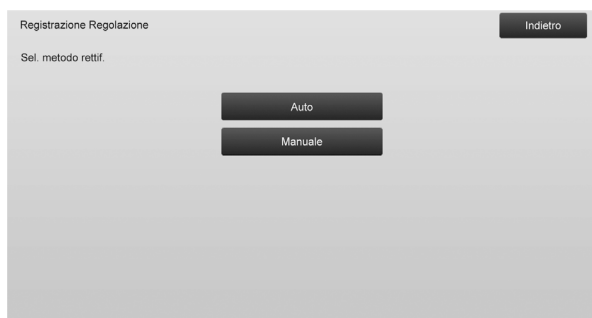 Registrazione Regolazione
Indietro
Sel. metodo rettif.
Auto
Manuale